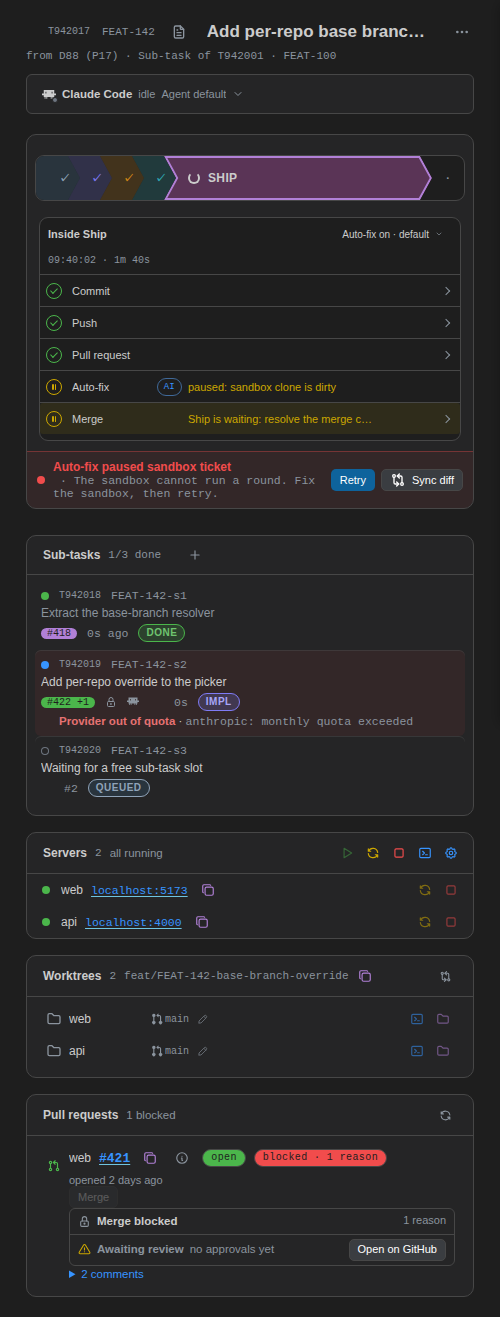 T942017 FEAT-142 Add per-repo base branc…
from D88 (P17) · Sub-task of T942001 · FEAT-100
Claude Code idle Agent default
SHIP
Inside Ship Auto-fix on · default
09:40:02 · 1m 40s
Commit
Push
Pull request
Auto-fix AI paused: sandbox clone is dirty
Merge Ship is waiting: resolve the merge c…
Auto-fix paused sandbox ticket
· The sandbox cannot run a round. Fix
the sandbox, then retry.
Retry Sync diff
Sub-tasks 1/3 done
T942018 FEAT-142-s1
Extract the base-branch resolver
#418 0s ago DONE
T942019 FEAT-142-s2
Add per-repo override to the picker
#422 +1 0s IMPL
Provider out of quota · anthropic: monthly quota exceeded
T942020 FEAT-142-s3
Waiting for a free sub-task slot
#2 QUEUED
Servers 2 all running
web localhost:5173
api localhost:4000
Worktrees 2 feat/FEAT-142-base-branch-override
web main
api main
Pull requests 1 blocked
web #421 open blocked · 1 reason
opened 2 days ago
Merge
Merge blocked 1 reason
Awaiting review no approvals yet Open on GitHub
2 comments